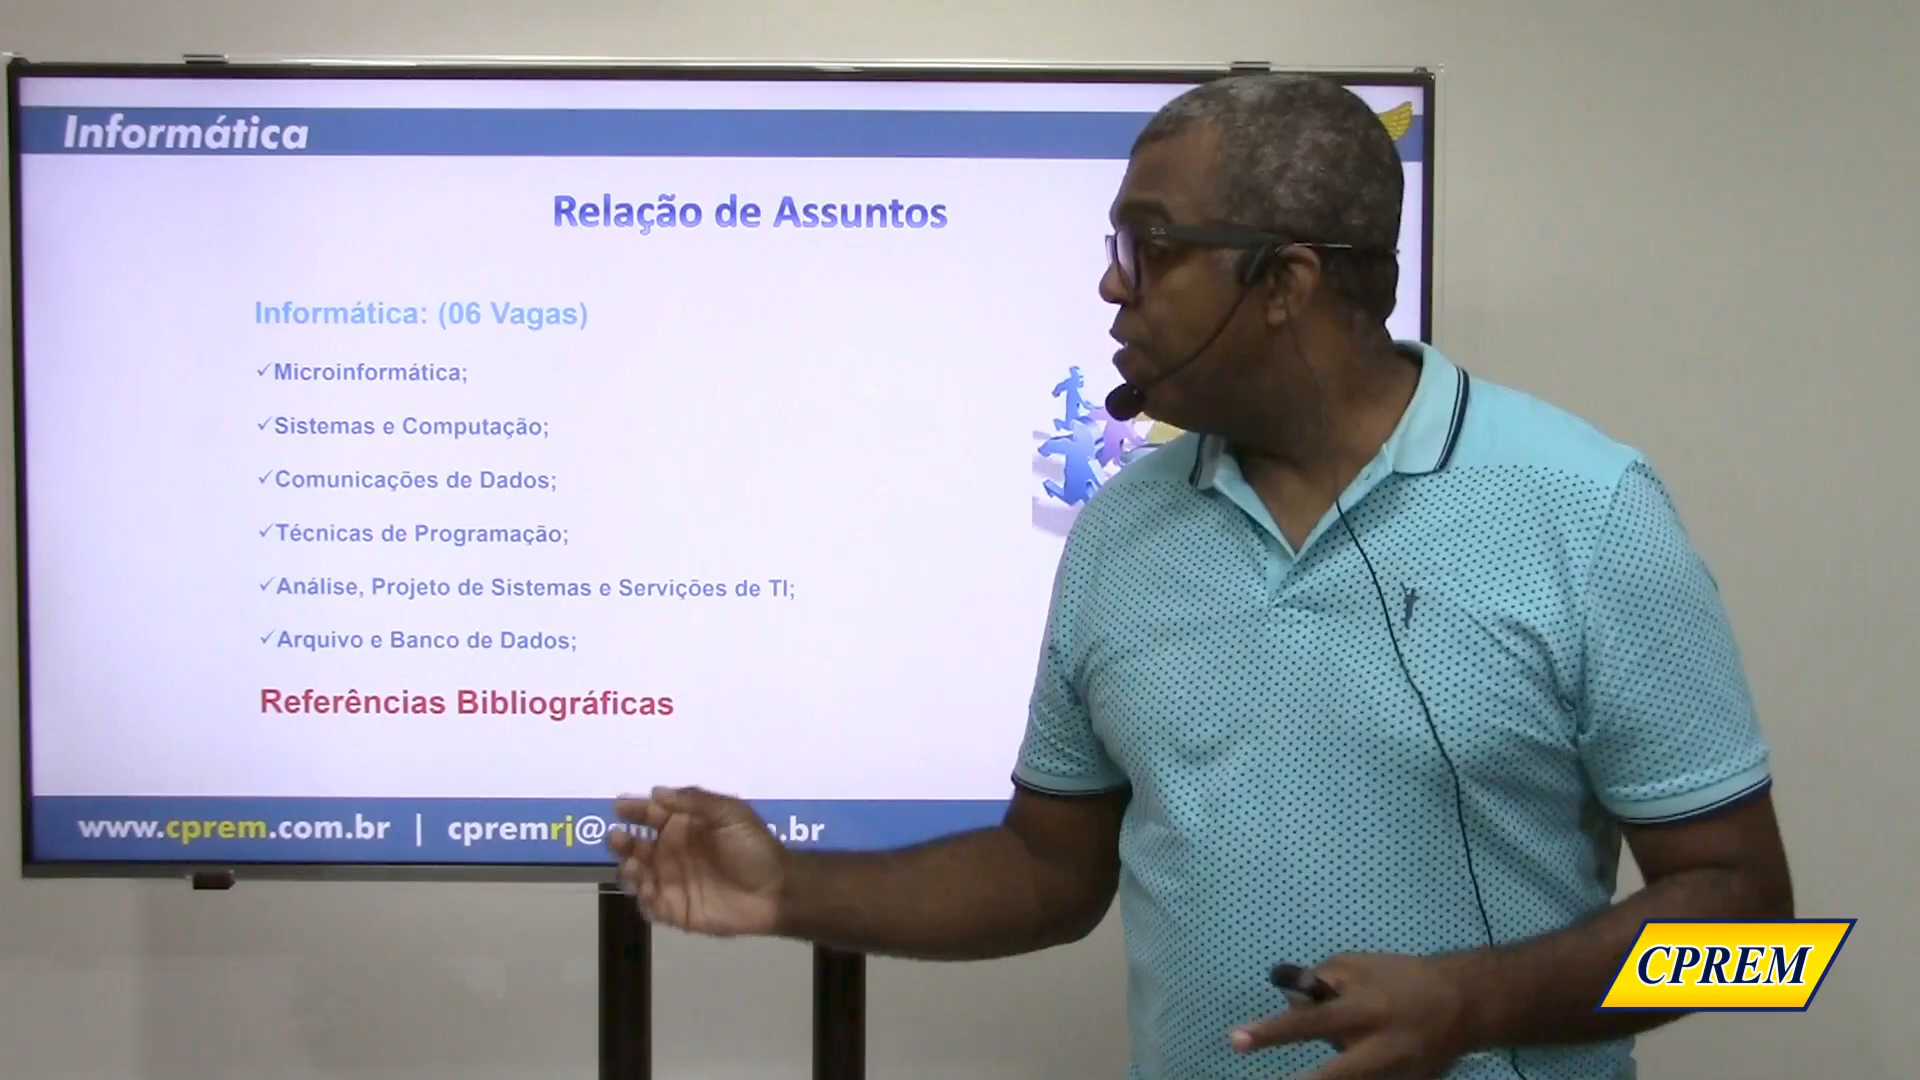 Informática
Relação de Assuntos
Informática: (06 Vagas)
✓Microinformática;
✓Sistemas e Computação;
✓Comunicações de Dados;
✓Técnicas de Programação;
✓Análise, Projeto de Sistemas e Servições de TI;
✓Arquivo e Banco de Dados;
Referências Bibliográficas
www.cprem.com.br | cpremrj@ .br
CPREM